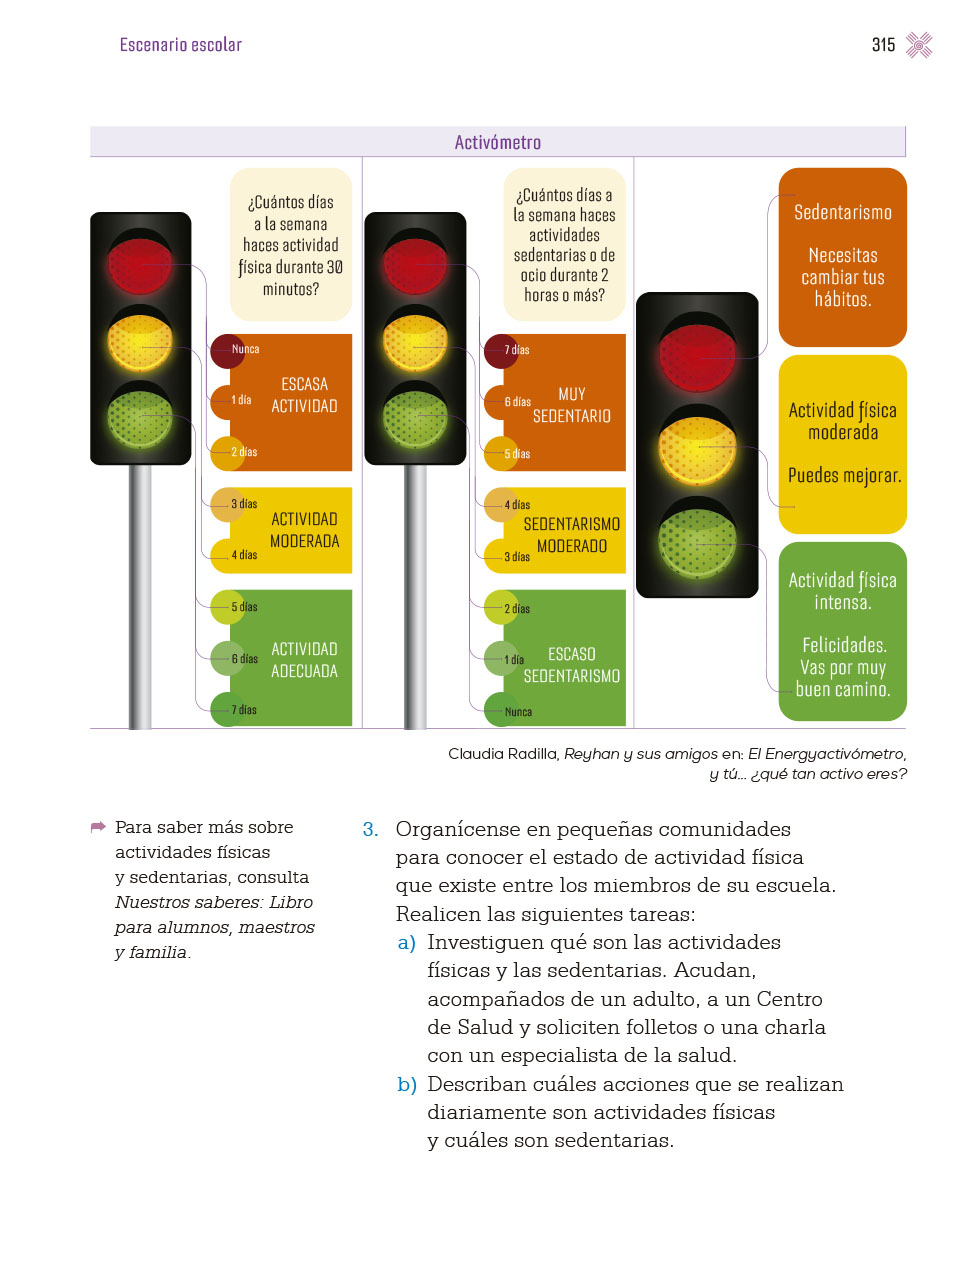 Escenario escolar
315
Activómetro
¿Cuántos días
a la semana
haces actividad
física durante 30
minutos?
Nunca
1 día
2 días
ESCASA
ACTIVIDAD
3 días
4 días
ACTIVIDAD
MODERADA
5 días
6 días
7 días
ACTIVIDAD
ADECUADA
¿Cuántos días a
la semana haces
actividades
sedentarias o de
ocio durante 2
horas o más?
7 días
6 días
5 días
MUY
SEDENTARIO
4 días
3 días
SEDENTARISMO
MODERADO
2 días
1 día
Nunca
ESCASO
SEDENTARISMO
Sedentarismo
Necesitas
cambiar tus
hábitos.
Actividad física
moderada
Puedes mejorar.
Actividad física
intensa.
Felicidades.
Vas por muy
buen camino.
Claudia Radilla, Reyhan y sus amigos en: El Energyactivómetro,
y tú... ¿qué tan activo eres?
Para saber más sobre
actividades físicas
y sedentarias, consulta
Nuestros saberes: Libro
para alumnos, maestros
y familia.
3. Organícense en pequeñas comunidades
para conocer el estado de actividad física
que existe entre los miembros de su escuela.
Realicen las siguientes tareas:
a) Investiguen qué son las actividades
físicas y las sedentarias. Acudan,
acompañados de un adulto, a un Centro
de Salud y soliciten folletos o una charla
con un especialista de la salud.
b) Describan cuáles acciones que se realizan
diariamente son actividades físicas
y cuáles son sedentarias.